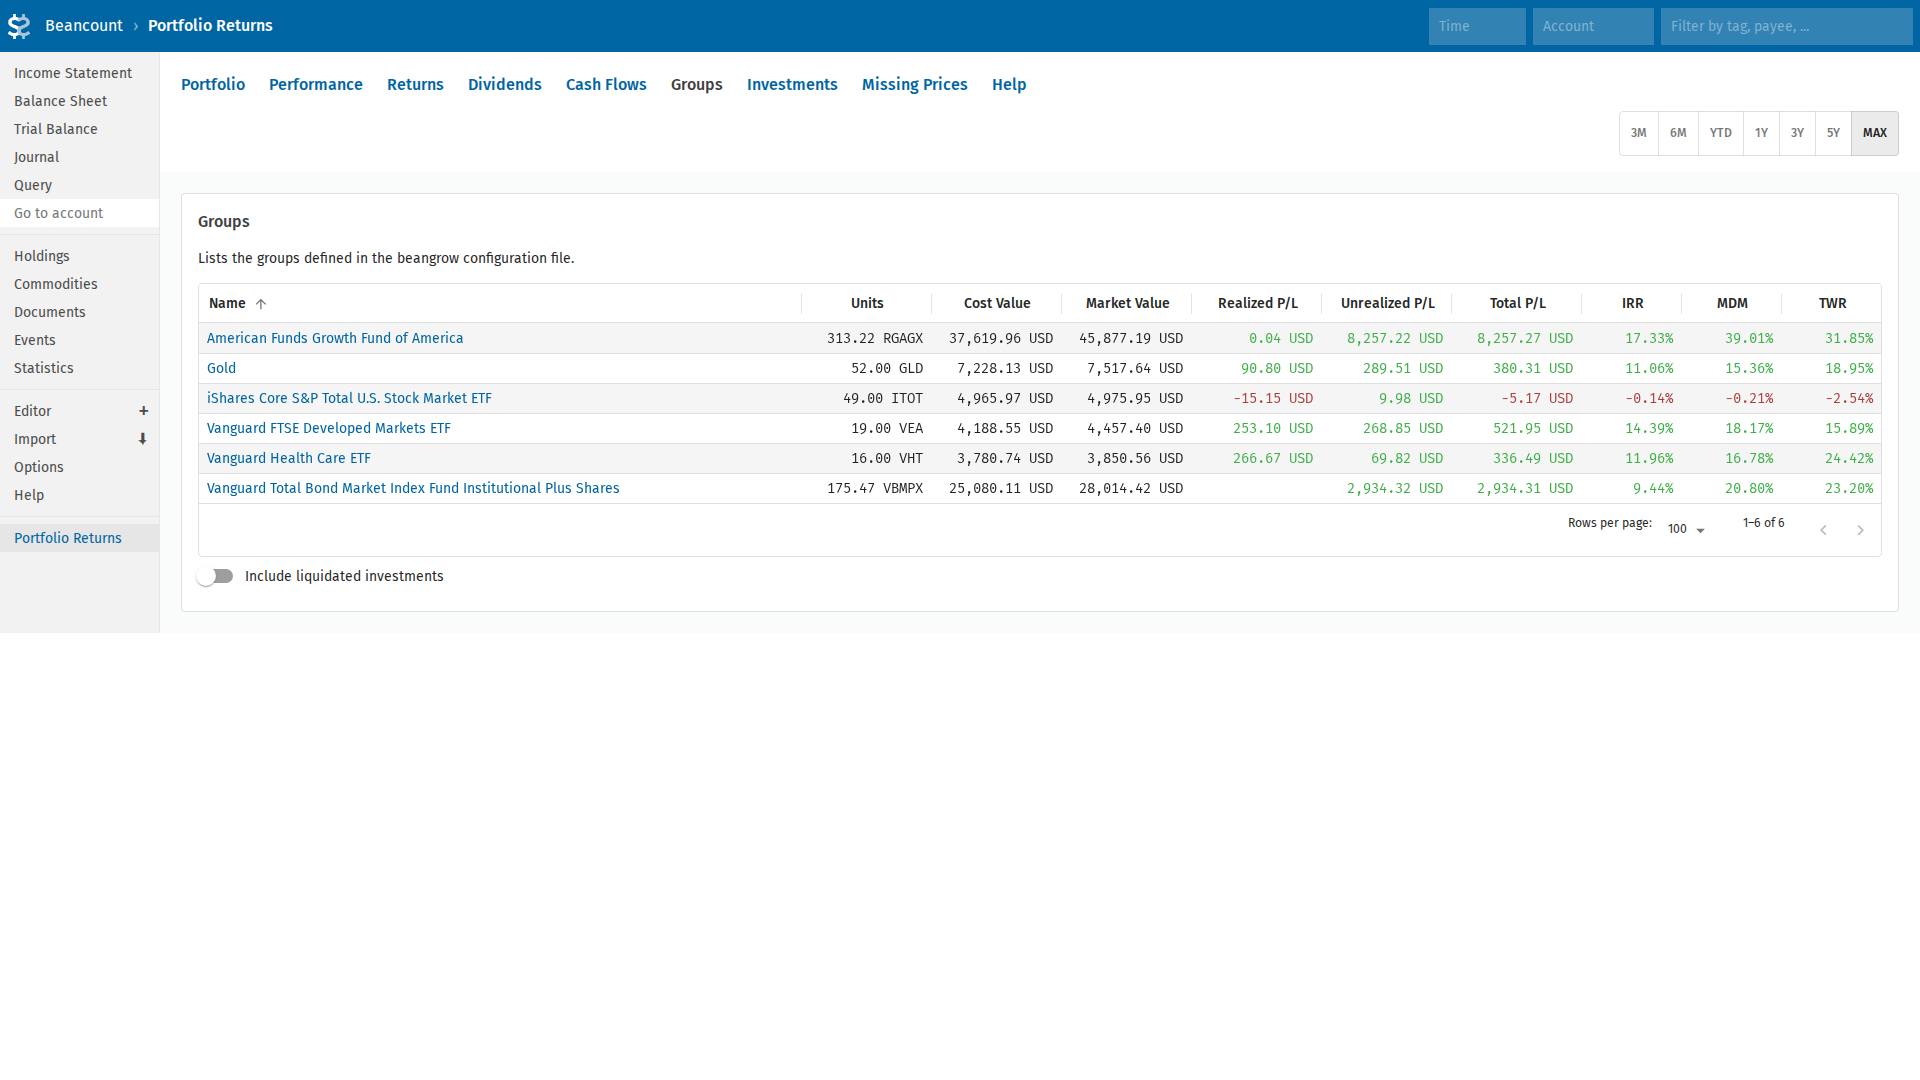 Beancount › Portfolio Returns
Time
Account
Filter by tag, payee, ...
Income Statement
Balance Sheet
Trial Balance
Journal
Query
Go to account
Holdings
Commodities
Documents
Events
Statistics
Editor +
Import
Options
Help
Portfolio Returns
Portfolio Performance Returns Dividends Cash Flows Groups Investments Missing Prices Help
3M 6M YTD 1Y 3Y 5Y MAX
Groups
Lists the groups defined in the beangrow configuration file.
Name Units Cost Value Market Value Realized P/L Unrealized P/L Total P/L IRR MDM TWR
American Funds Growth Fund of America 313.22 RGAGX 37,619.96 USD 45,877.19 USD 0.04 USD 8,257.22 USD 8,257.27 USD 17.33% 39.01% 31.85%
Gold 52.00 GLD 7,228.13 USD 7,517.64 USD 90.80 USD 289.51 USD 380.31 USD 11.06% 15.36% 18.95%
iShares Core S&P Total U.S. Stock Market ETF 49.00 ITOT 4,965.97 USD 4,975.95 USD -15.15 USD 9.98 USD -5.17 USD -0.14% -0.21% -2.54%
Vanguard FTSE Developed Markets ETF 19.00 VEA 4,188.55 USD 4,457.40 USD 253.10 USD 268.85 USD 521.95 USD 14.39% 18.17% 15.89%
Vanguard Health Care ETF 16.00 VHT 3,780.74 USD 3,850.56 USD 266.67 USD 69.82 USD 336.49 USD 11.96% 16.78% 24.42%
Vanguard Total Bond Market Index Fund Institutional Plus Shares 175.47 VBMPX 25,080.11 USD 28,014.42 USD 2,934.32 USD 2,934.31 USD 9.44% 20.80% 23.20%
Rows per page: 100 1–6 of 6
Include liquidated investments